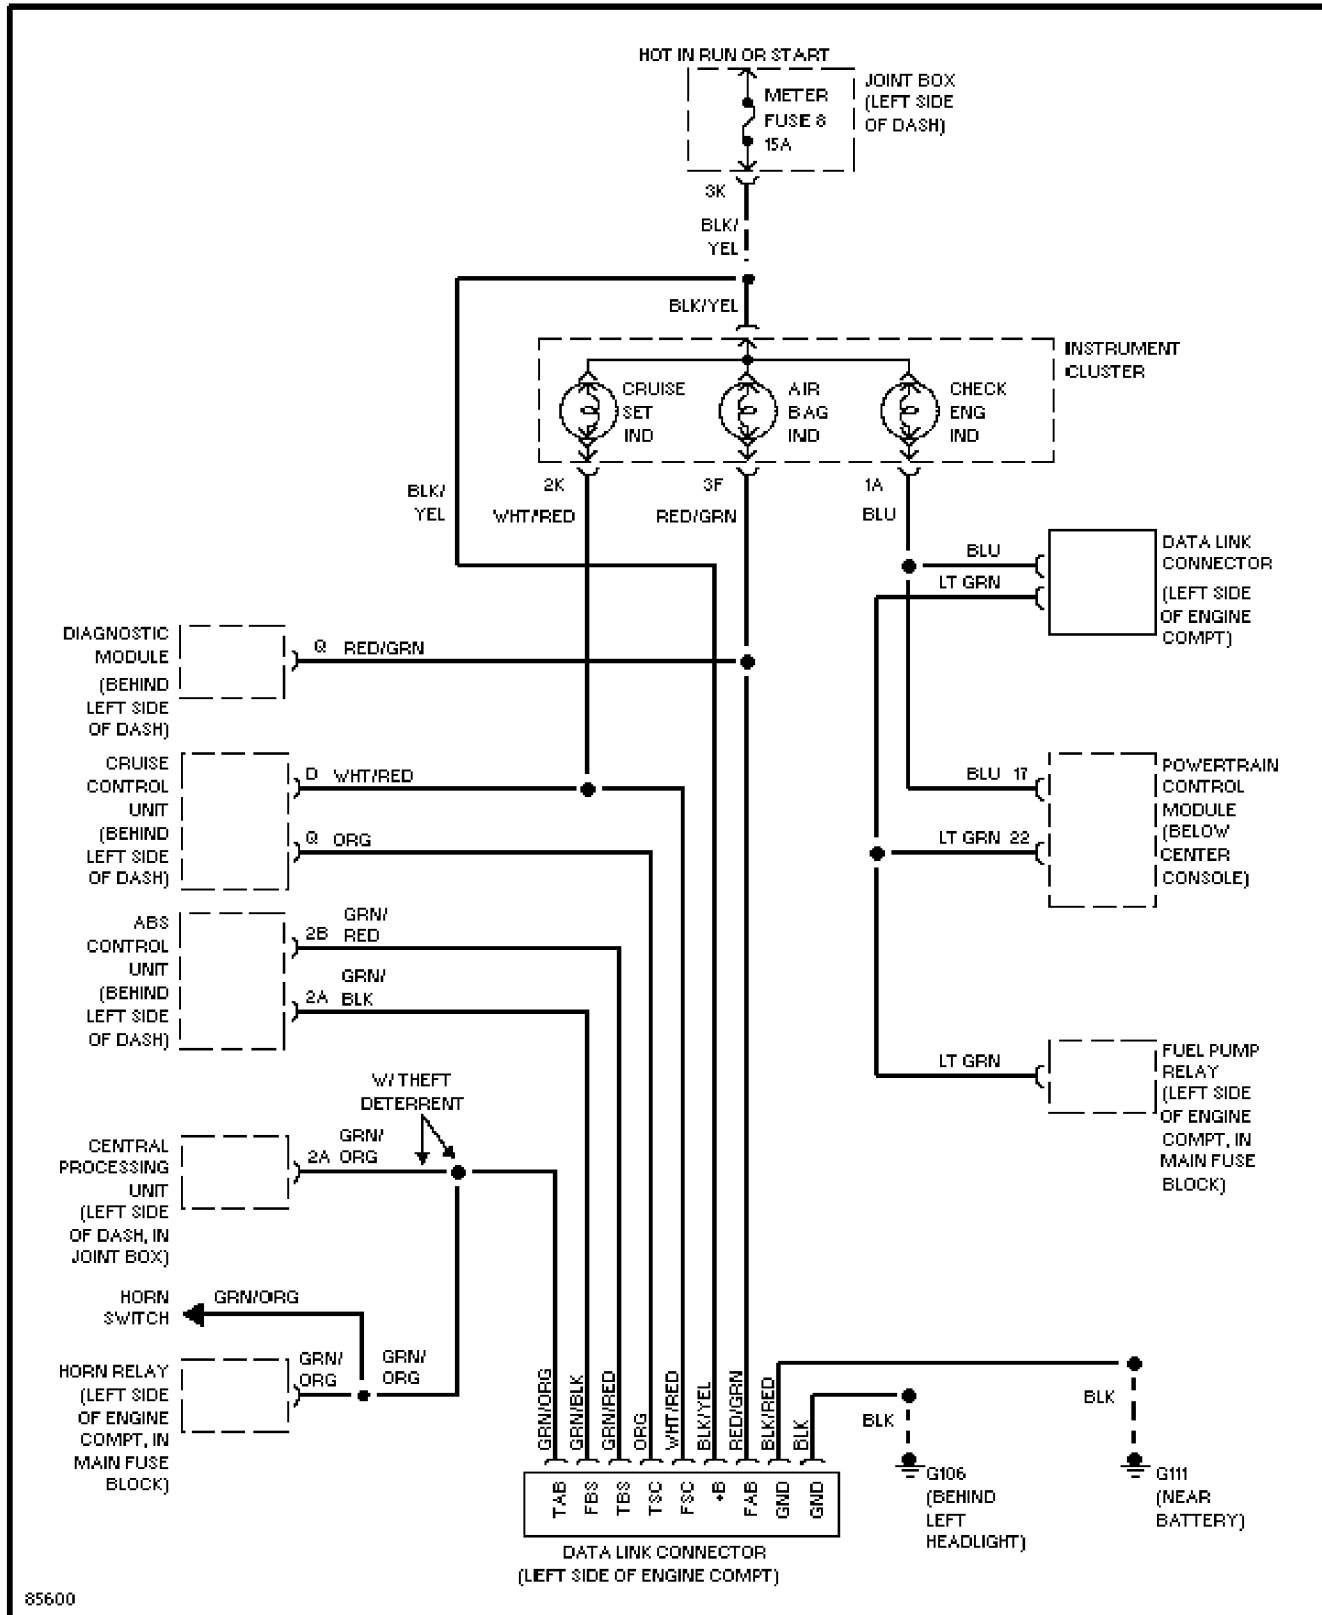 HOT IN RUN OR START
METER
FUSE 8
15A
JOINT BOX
(LEFT SIDE
OF DASH)
3K
BLK/
YEL
BLK/YEL
INSTRUMENT
CLUSTER
CRUISE
SET
IND
AIR
BAG
IND
CHECK
ENG
IND
BLK/
YEL
2K
WHT/RED
3F
RED/GRN
1A
BLU
BLU
LT GRN
DATA LINK
CONNECTOR
(LEFT SIDE
OF ENGINE
COMPT)
DIAGNOSTIC
MODULE
(BEHIND
LEFT SIDE
OF DASH)
Q RED/GRN
CRUISE
CONTROL
UNIT
(BEHIND
LEFT SIDE
OF DASH)
D WHT/RED
Q ORG
BLU 17
LT GRN 22
POWERTRAIN
CONTROL
MODULE
(BELOW
CENTER
CONSOLE)
ABS
CONTROL
UNIT
(BEHIND
LEFT SIDE
OF DASH)
2B GRN/
RED
2A GRN/
BLK
LT GRN
FUEL PUMP
RELAY
(LEFT SIDE
OF ENGINE
COMPT, IN
MAIN FUSE
BLOCK)
W/ THEFT
DETERRENT
CENTRAL
PROCESSING
UNIT
(LEFT SIDE
OF DASH, IN
JOINT BOX)
2A GRN/
ORG
HORN
SWITCH
GRN/ORG
HORN RELAY
(LEFT SIDE
OF ENGINE
COMPT, IN
MAIN FUSE
BLOCK)
GRN/
ORG
GRN/
ORG
GRN/ORG
GRN/BLK
GRN/RED
ORG
WHT/RED
BLK/YEL
RED/GRN
BLK/RED
BLK
BLK
BLK
TAB
FBS
TBS
TSC
FSC
+B
FAB
GND
GND
G106
(BEHIND
LEFT
HEADLIGHT)
G111
(NEAR
BATTERY)
DATA LINK CONNECTOR
(LEFT SIDE OF ENGINE COMPT)
85600